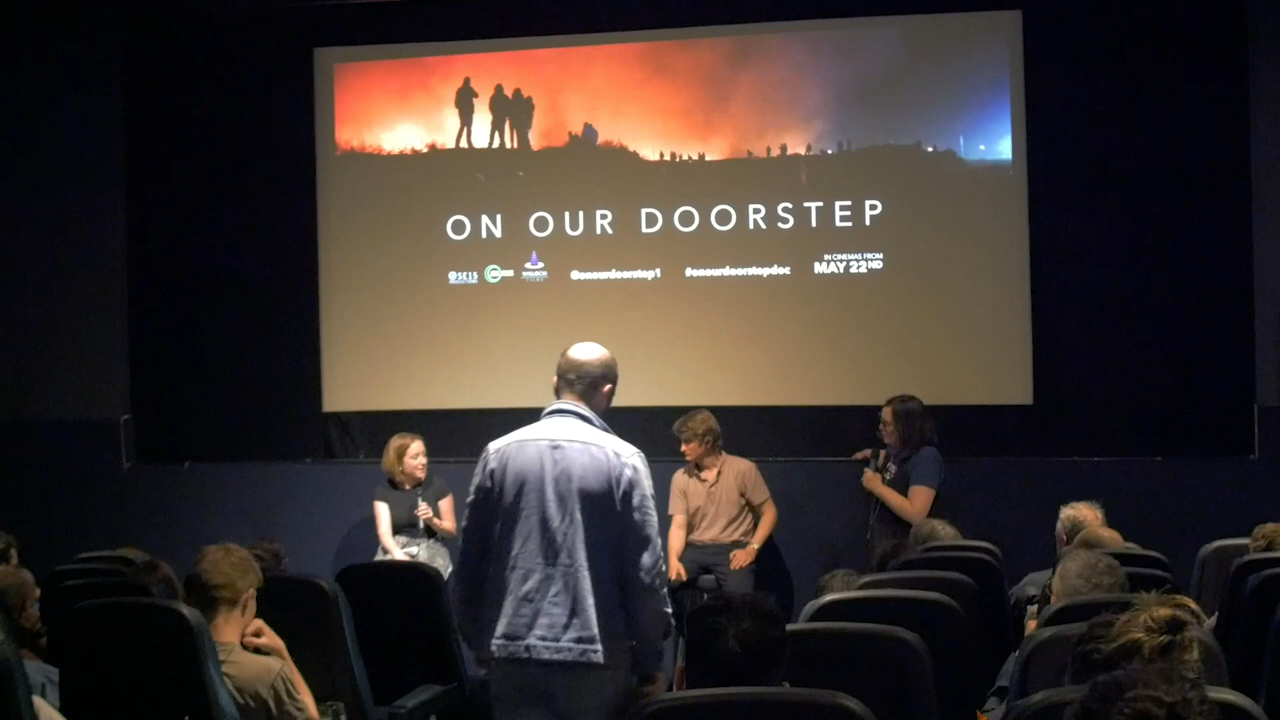 ON OUR DOORSTEP
@onourdoorstep1 #onourdoorstepdoc
IN CINEMAS FROM
MAY 22ND